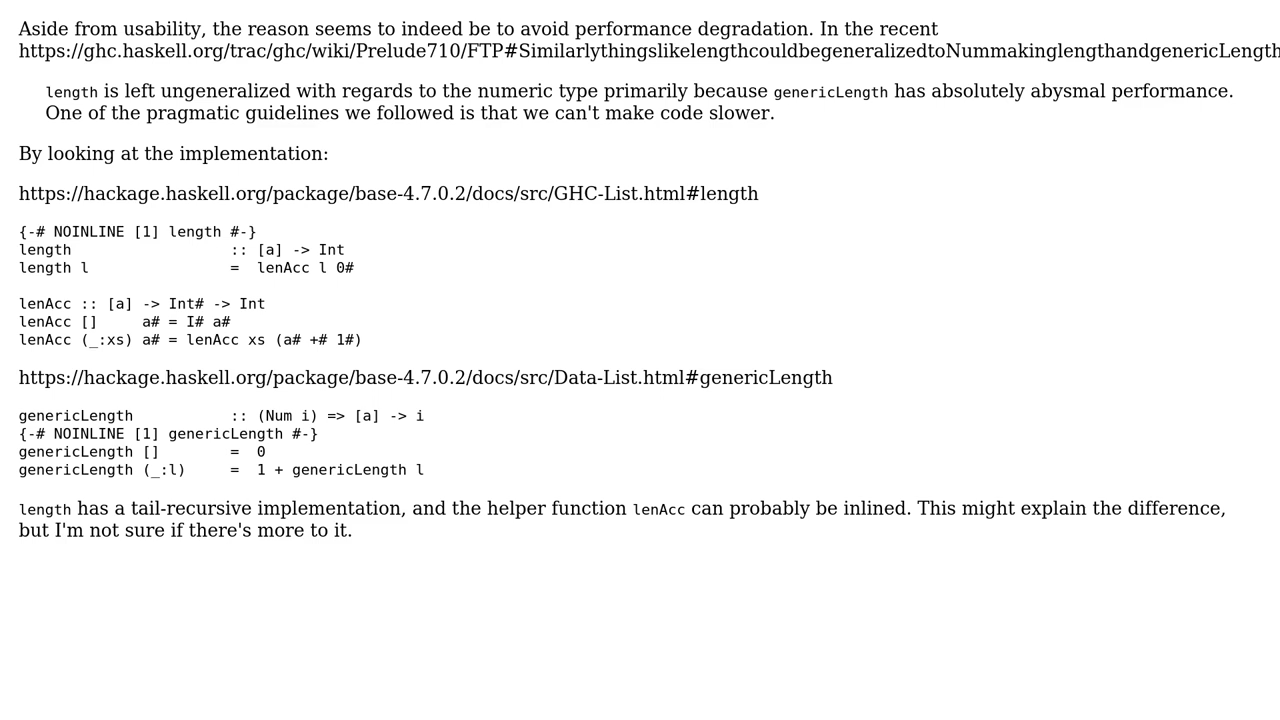 Aside from usability, the reason seems to indeed be to avoid performance degradation. In the recent
https://ghc.haskell.org/trac/ghc/wiki/Prelude710/FTP#SimilarlythingslikelengthcouldbegeneralizedtoNummakinglengthandgenericLength
length is left ungeneralized with regards to the numeric type primarily because genericLength has absolutely abysmal performance.
One of the pragmatic guidelines we followed is that we can't make code slower.
By looking at the implementation:
https://hackage.haskell.org/package/base-4.7.0.2/docs/src/GHC-List.html#length
{-# NOINLINE [1] length #-}
length                  :: [a] -> Int
length l                =  lenAcc l 0#
lenAcc :: [a] -> Int# -> Int
lenAcc []     a# = I# a#
lenAcc (_:xs) a# = lenAcc xs (a# +# 1#)
https://hackage.haskell.org/package/base-4.7.0.2/docs/src/Data-List.html#genericLength
genericLength           :: (Num i) => [a] -> i
{-# NOINLINE [1] genericLength #-}
genericLength []        =  0
genericLength (_:l)     =  1 + genericLength l
length has a tail-recursive implementation, and the helper function lenAcc can probably be inlined. This might explain the difference,
but I'm not sure if there's more to it.